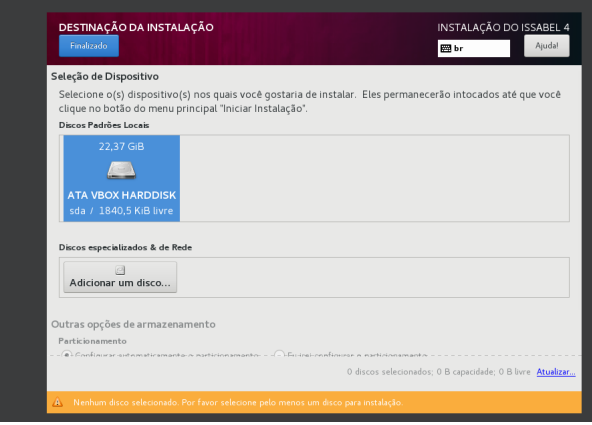 DESTINAÇÃO DA INSTALAÇÃO
INSTALAÇÃO DO ISSABEL 4
Finalizado
br
Ajuda!
Seleção de Dispositivo
Selecione o(s) dispositivo(s) nos quais você gostaria de instalar. Eles permanecerão intocados até que você
clique no botão do menu principal "Iniciar Instalação".
Discos Padrões Locais
22,37 GiB
ATA VBOX HARDDISK
sda / 1840,5 KiB livre
Discos especializados & de Rede
Adicionar um disco...
Outras opções de armazenamento
Particionamento
Configurar automaticamente o particionamento. Eu vou configurar o particionamento.
0 discos selecionados; 0 B capacidade; 0 B livre Atualizar...
Nenhum disco selecionado. Por favor selecione pelo menos um disco para instalação.